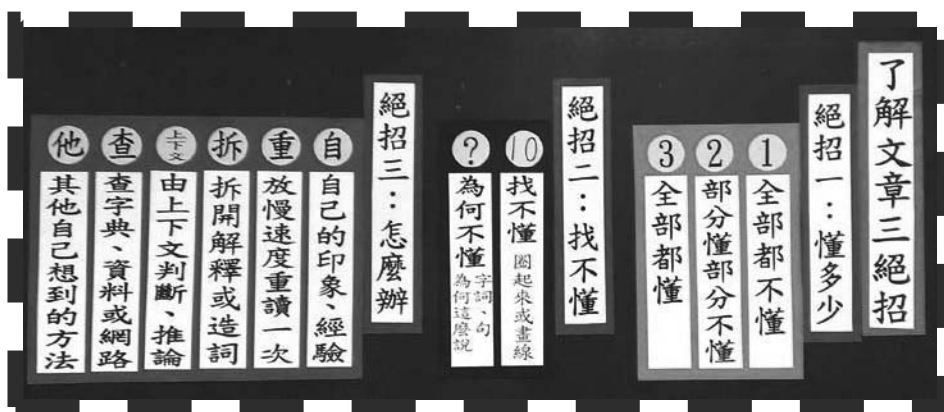 了解文章三絕招
絕招一：懂多少
1
全部都不懂
2
部分懂部分不懂
3
全部都懂
絕招二：找不懂
10
找不懂 圈起來或畫線
?
為何不懂 字詞、句
為何這麼說
絕招三：怎麼辦
自
自己的印象、經驗
重
放慢速度重讀一次
拆
拆開解釋或造詞
上下文
由上下文判斷、推論
查
查字典、資料或網路
他
其他自己想到的方法